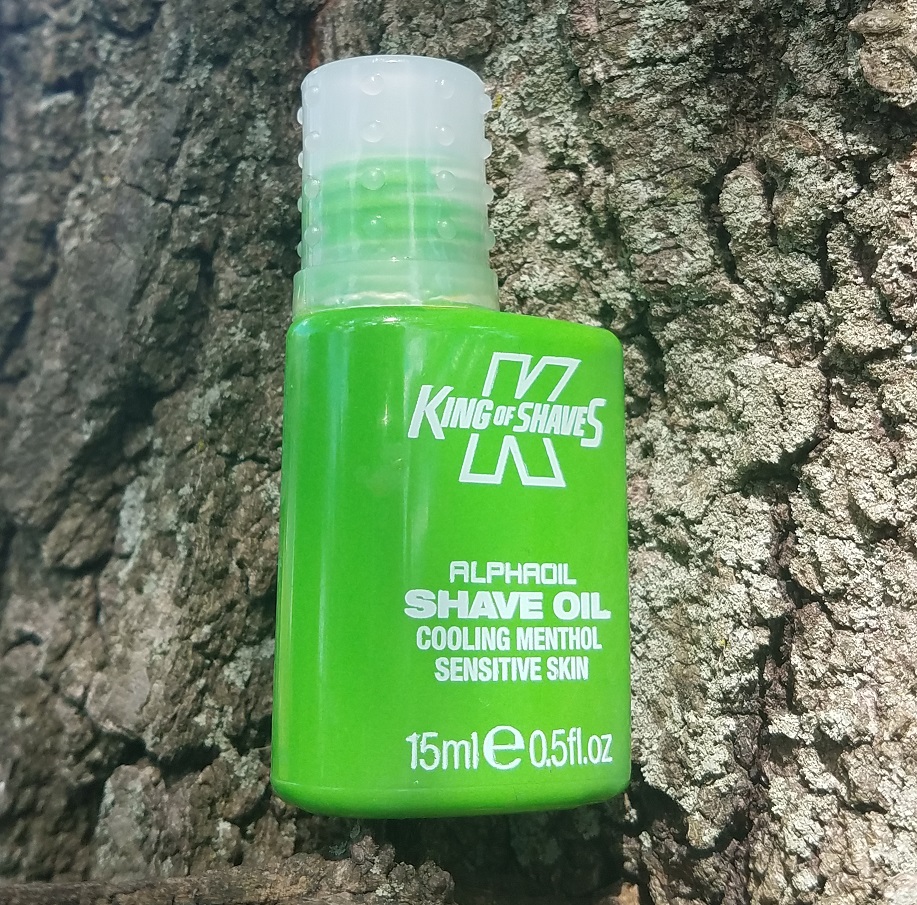 K
KING OF SHAVES
ALPHAOIL
SHAVE OIL
COOLING MENTHOL
SENSITIVE SKIN
15ml e 0.5fl.oz